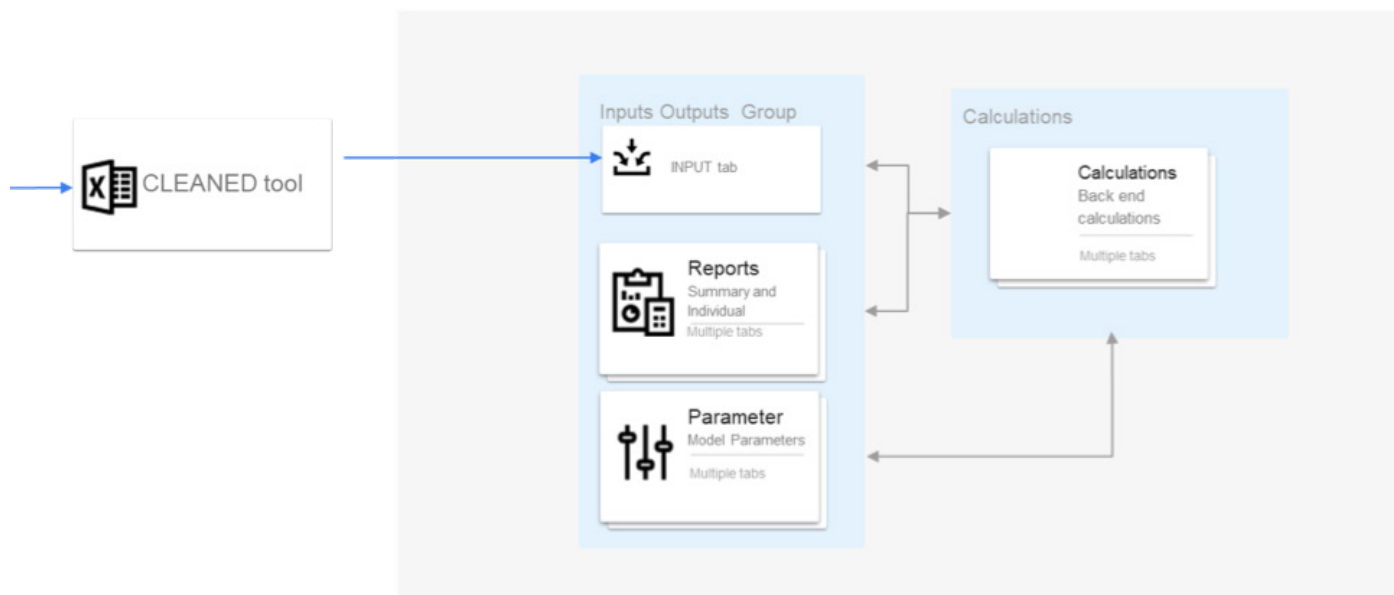 CLEANED tool
Inputs Outputs Group
INPUT tab
Reports
Summary and
Individual
Multiple tabs
Parameter
Model Parameters
Multiple tabs
Calculations
Calculations
Back end
calculations
Multiple tabs